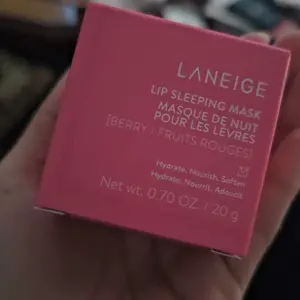 LANEIGE
LIP SLEEPING MASK
MASQUE DE NUIT
POUR LES LÈVRES
[BERRY / FRUITS ROUGES]
Hydrate, Nourish, Soften
Hydrate, Nourrit, Adoucit
Net wt. 0.70 OZ. / 20 g